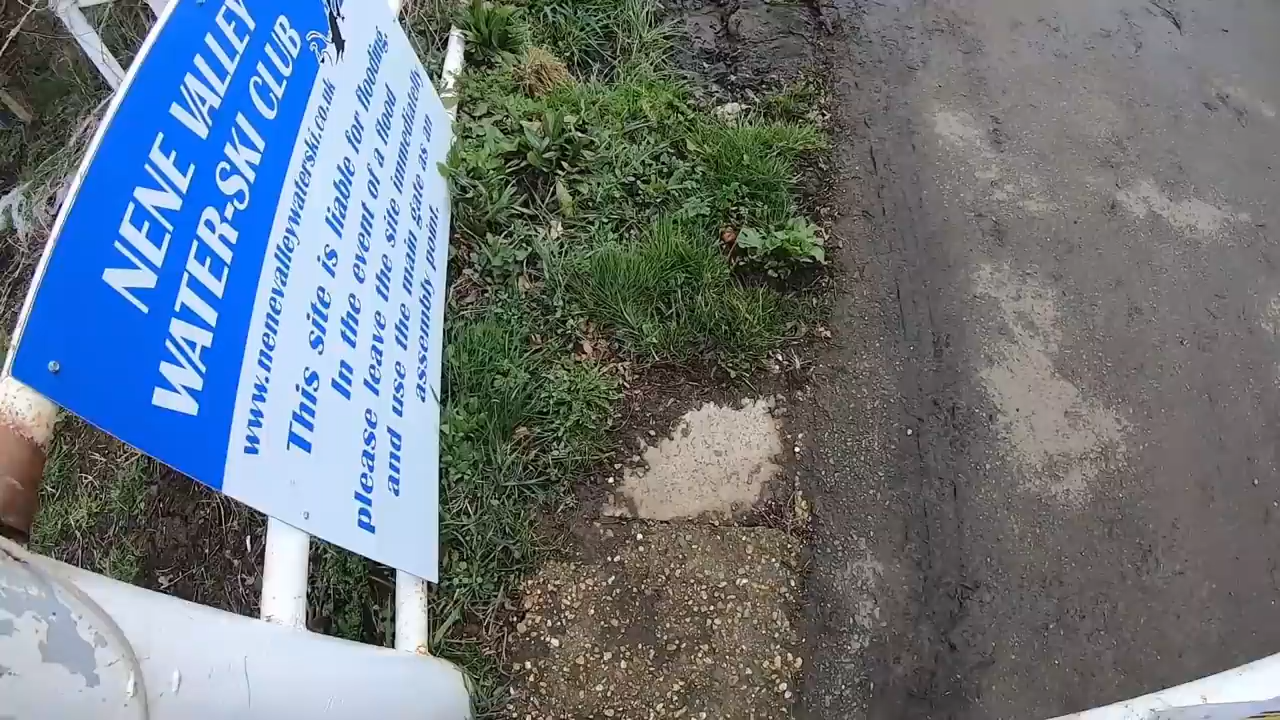 NENE VALLEY
WATER-SKI CLUB
www.nenevalleywaterski.co.uk
This site is liable for flooding.
In the event of a flood
please leave the site immediately
and use the main gate as an
assembly point.